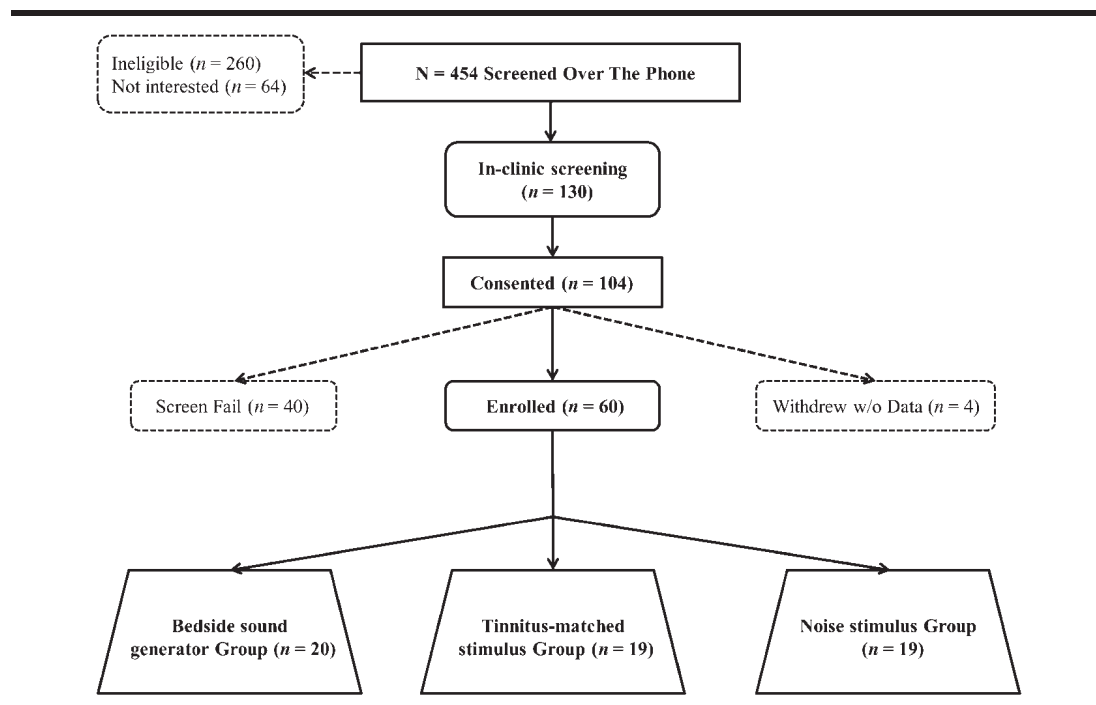 Ineligible (n = 260)
Not interested (n = 64)
N = 454 Screened Over The Phone
In-clinic screening
(n = 130)
Consented (n = 104)
Screen Fail (n = 40)
Enrolled (n = 60)
Withdrew w/o Data (n = 4)
Bedside sound
generator Group (n = 20)
Tinnitus-matched
stimulus Group (n = 19)
Noise stimulus Group
(n = 19)